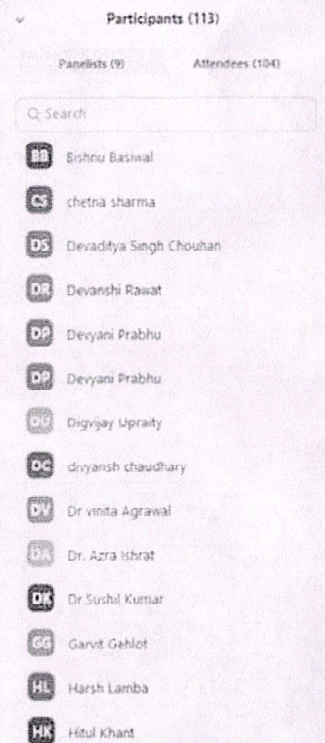 Participants (113)
Panelists (9) Attendees (104)
Search
BB Bishnu Basiwal
CS chetna sharma
DS Devaditya Singh Chouhan
DR Devanshi Rawat
DP Devyani Prabhu
DP Devyani Prabhu
DU Digvijay Upraity
DC divyansh chaudhary
DV Dr vinita Agrawal
DA Dr. Azra Ishrat
DK Dr.Sushil Kumar
GG Garvit Gehlot
HL Harsh Lamba
HK Hitul Khant